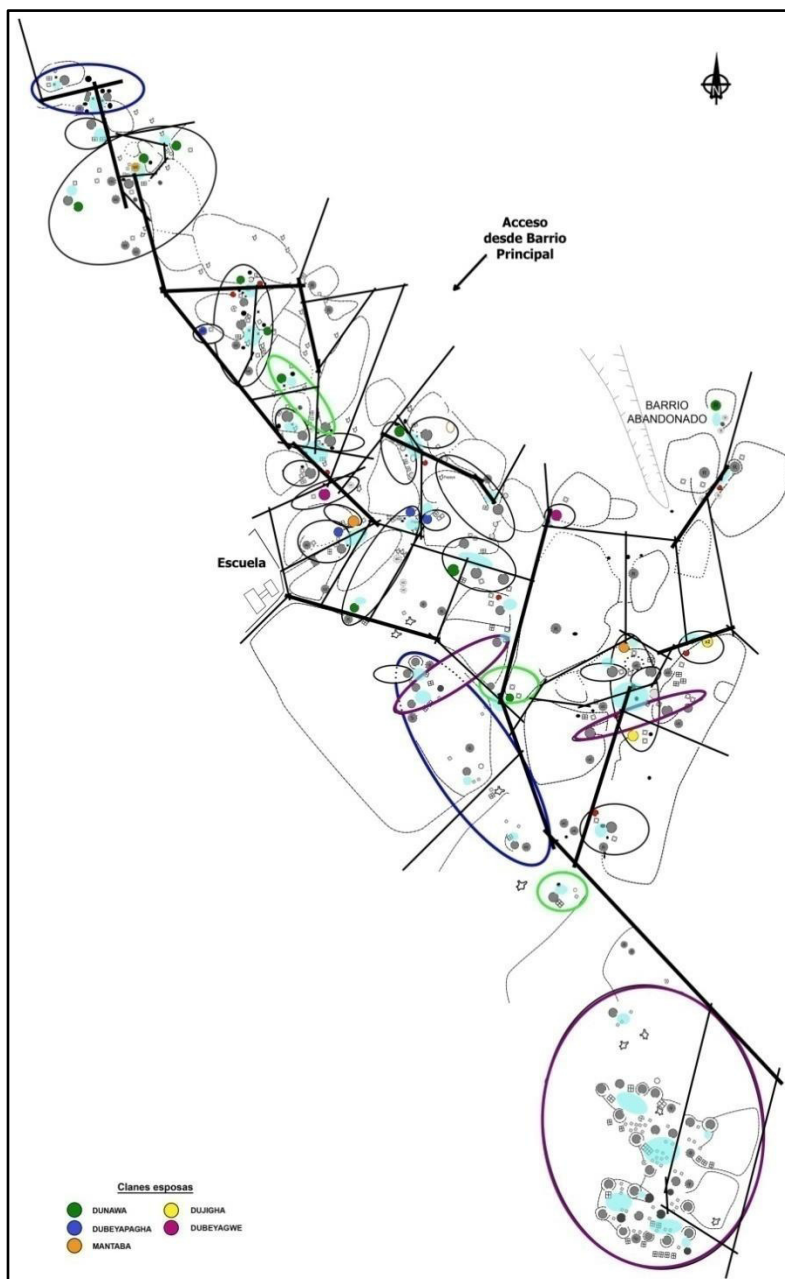 N
Acceso
desde Barrio
Principal
BARRIO
ABANDONADO
Escuela
Clanes esposas
DUNAWA
DUBEYAPAGHA
MANTABA
DUJIGHA
DUBEYAGWE